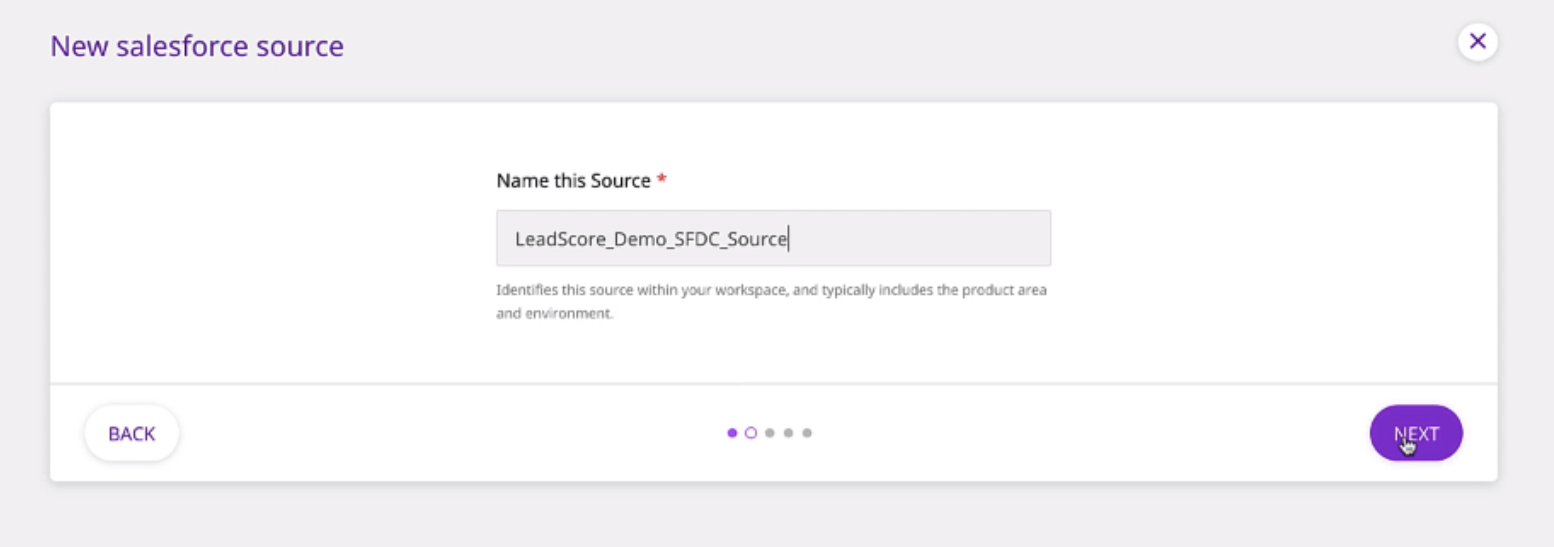 New salesforce source
Name this Source *
LeadScore_Demo_SFDC_Source
Identifies this source within your workspace, and typically includes the product area
and environment.
BACK
NEXT